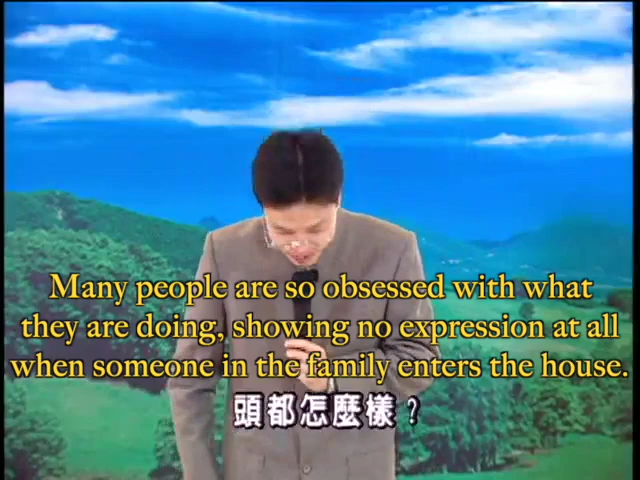 Many people are so obsessed with what
they are doing, showing no expression at all
when someone in the family enters the house.
頭都怎麼樣？